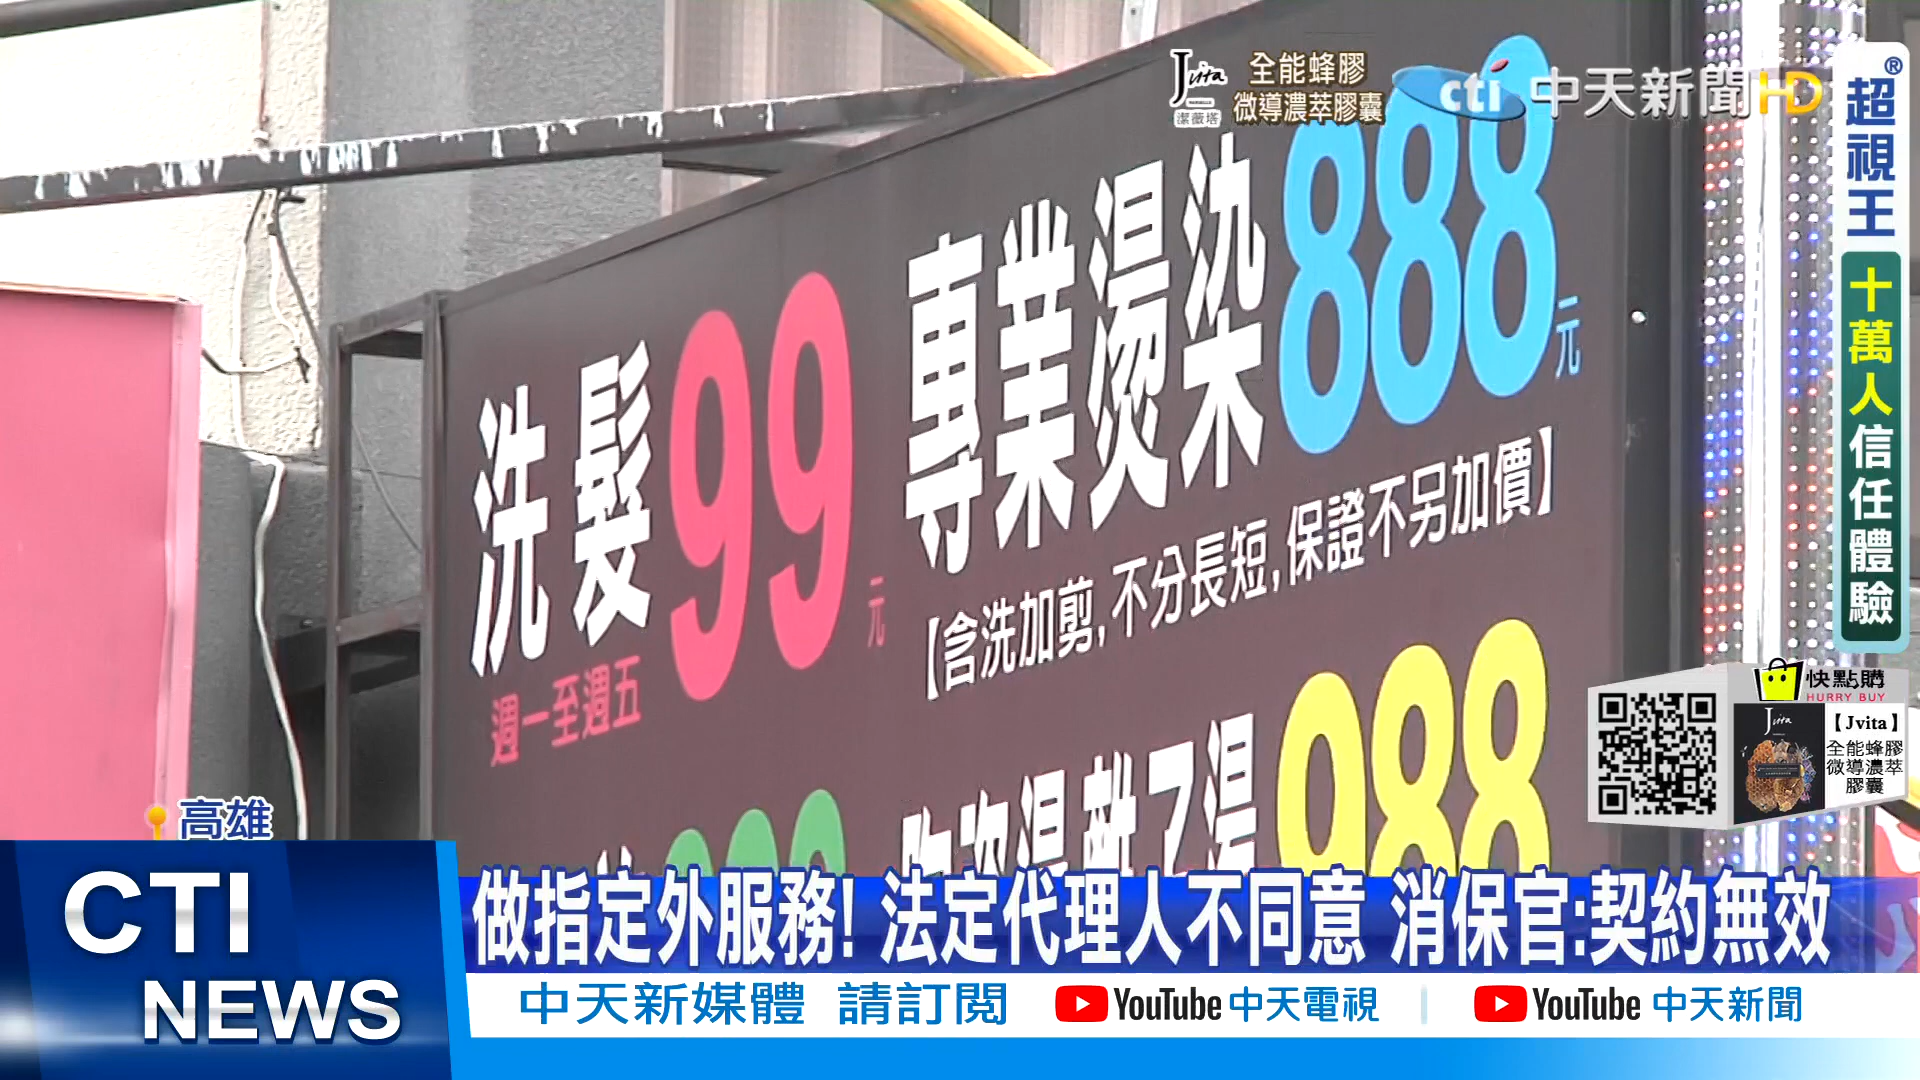 Jvita
潔薇塔
全能蜂膠
微導濃萃膠囊
cti 中天新聞HD
超視王®
十萬人信任體驗
洗髮99元
週一至週五
專業燙染888元
【含洗加剪,不分長短,保證不另加價】
988
快點購
HURRY BUY
Jvita
【Jvita】
全能蜂膠
微導濃萃
膠囊
高雄
CTI
NEWS
做指定外服務! 法定代理人不同意 消保官:契約無效
中天新媒體 請訂閱 YouTube 中天電視 | YouTube 中天新聞